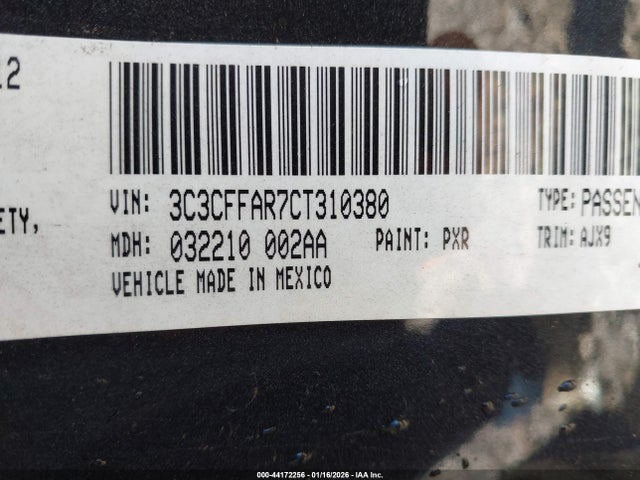 12
VIN: 3C3CFFAR7CT310380 TYPE: PASSEN
ETY,
MDH: 032210 002AA PAINT: PXR TRIM: AJX9
VEHICLE MADE IN MEXICO
000-44172256 - 01/16/2026 - IAA Inc.